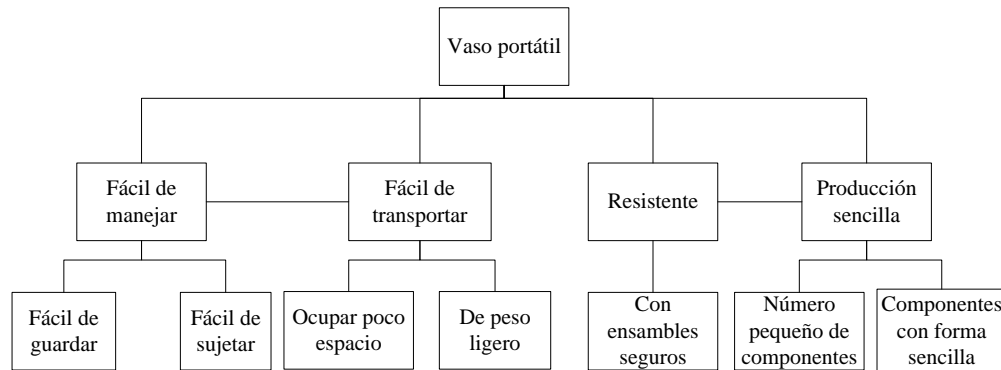 Vaso portátil
Fácil de
manejar
Fácil de
transportar
Resistente
Producción
sencilla
Fácil de
guardar
Fácil de
sujetar
Ocupar poco
espacio
De peso
ligero
Con
ensambles
seguros
Número
pequeño de
componentes
Componentes
con forma
sencilla